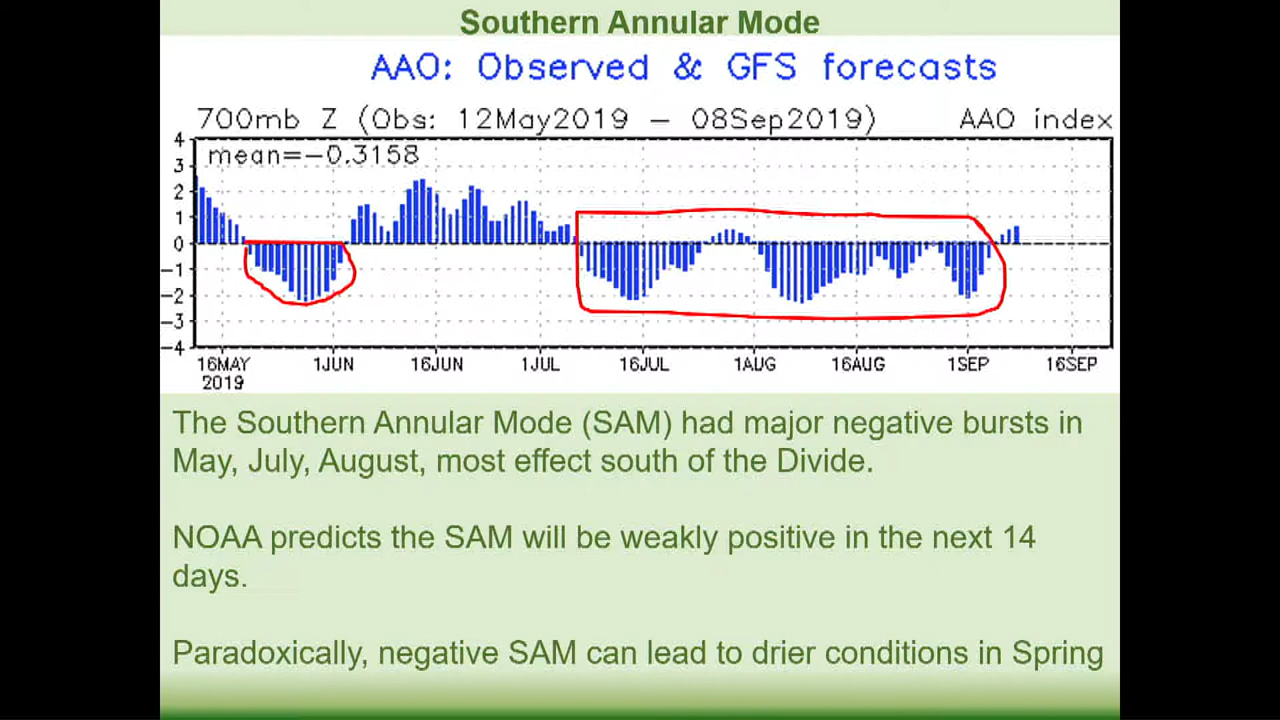 Southern Annular Mode
AAO: Observed & GFS forecasts
700mb Z (Obs: 12May2019 – 08Sep2019) AAO index
mean=−0.3158
4
3
2
1
0
−1
−2
−3
−4
16MAY 1JUN 16JUN 1JUL 16JUL 1AUG 16AUG 1SEP 16SEP
2019
The Southern Annular Mode (SAM) had major negative bursts in
May, July, August, most effect south of the Divide.
NOAA predicts the SAM will be weakly positive in the next 14
days.
Paradoxically, negative SAM can lead to drier conditions in Spring